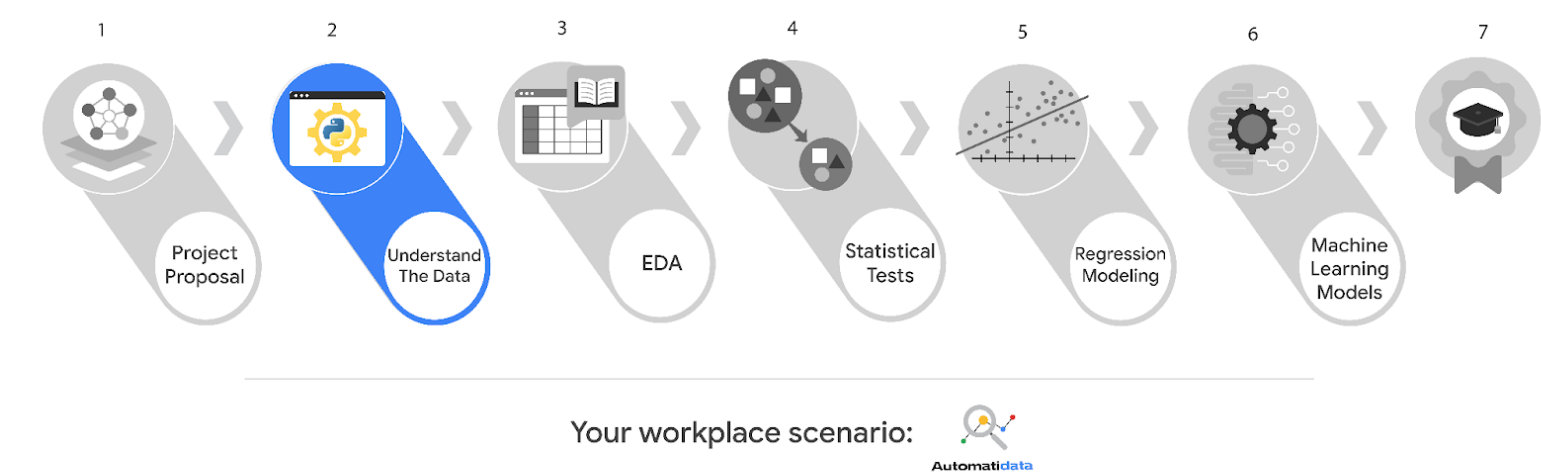 1
2
3
4
5
6
7
Project
Proposal
Understand
The Data
EDA
Statistical
Tests
Regression
Modeling
Machine
Learning
Models
Your workplace scenario:
Automatidata